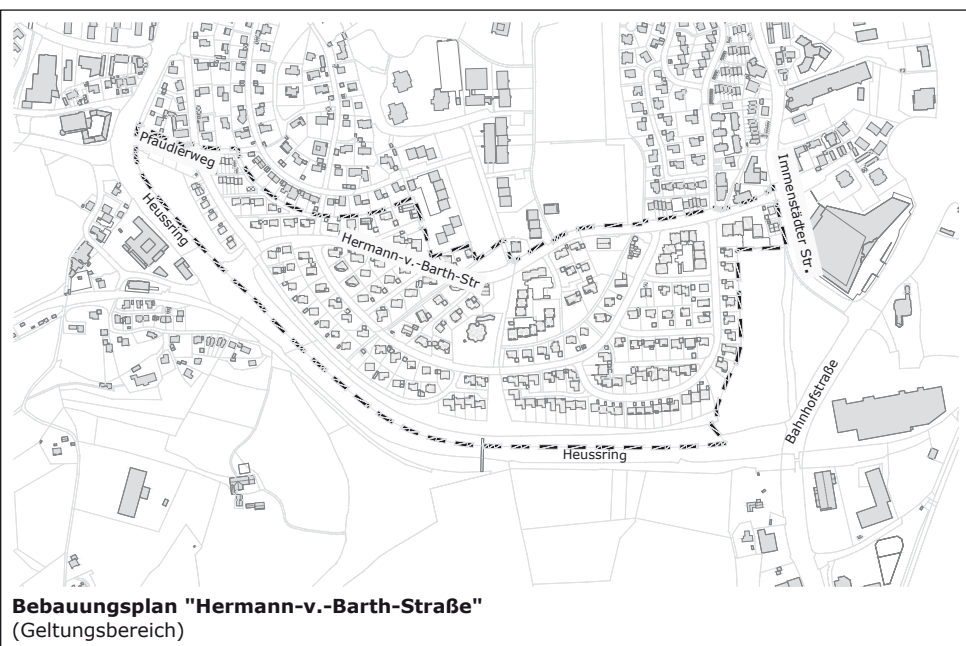 Pfaudlerweg
Heussring
Hermann-v.-Barth-Str.
Immenstädter Str.
Bahnhofstraße
Heussring
Bebauungsplan "Hermann-v.-Barth-Straße"
(Geltungsbereich)